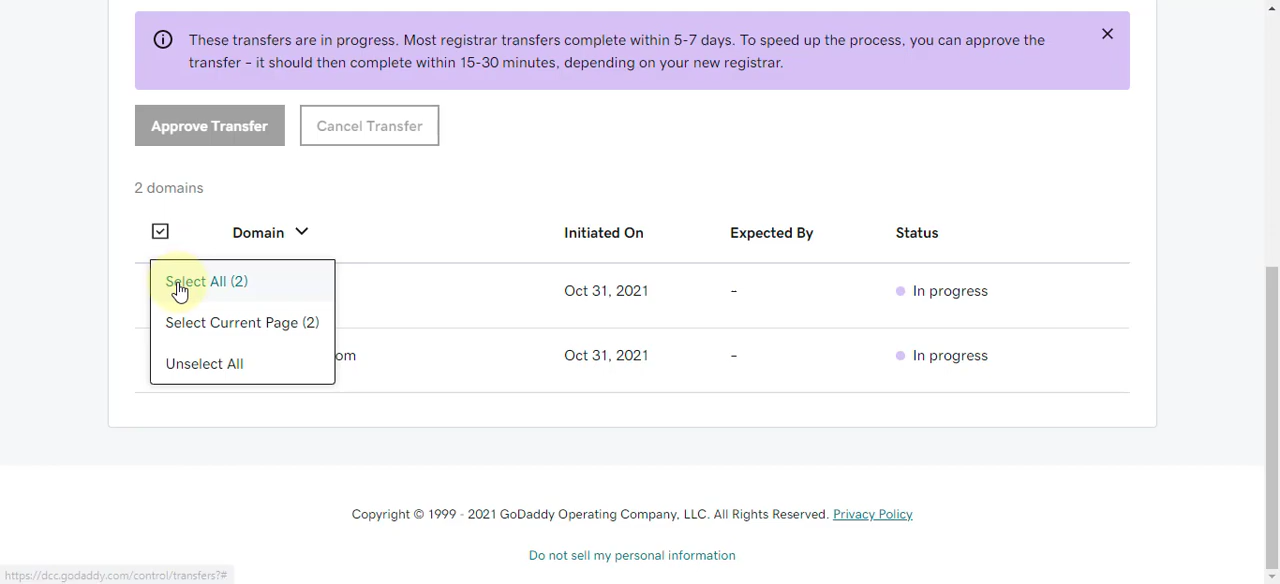 These transfers are in progress. Most registrar transfers complete within 5-7 days. To speed up the process, you can approve the
transfer – it should then complete within 15-30 minutes, depending on your new registrar.
Approve Transfer
Cancel Transfer
2 domains
Domain
Initiated On
Expected By
Status
Select All (2)
Oct 31, 2021
-
In progress
Select Current Page (2)
om
Oct 31, 2021
-
In progress
Unselect All
Copyright © 1999 - 2021 GoDaddy Operating Company, LLC. All Rights Reserved. Privacy Policy
Do not sell my personal information
https://dcc.godaddy.com/control/transfers?#